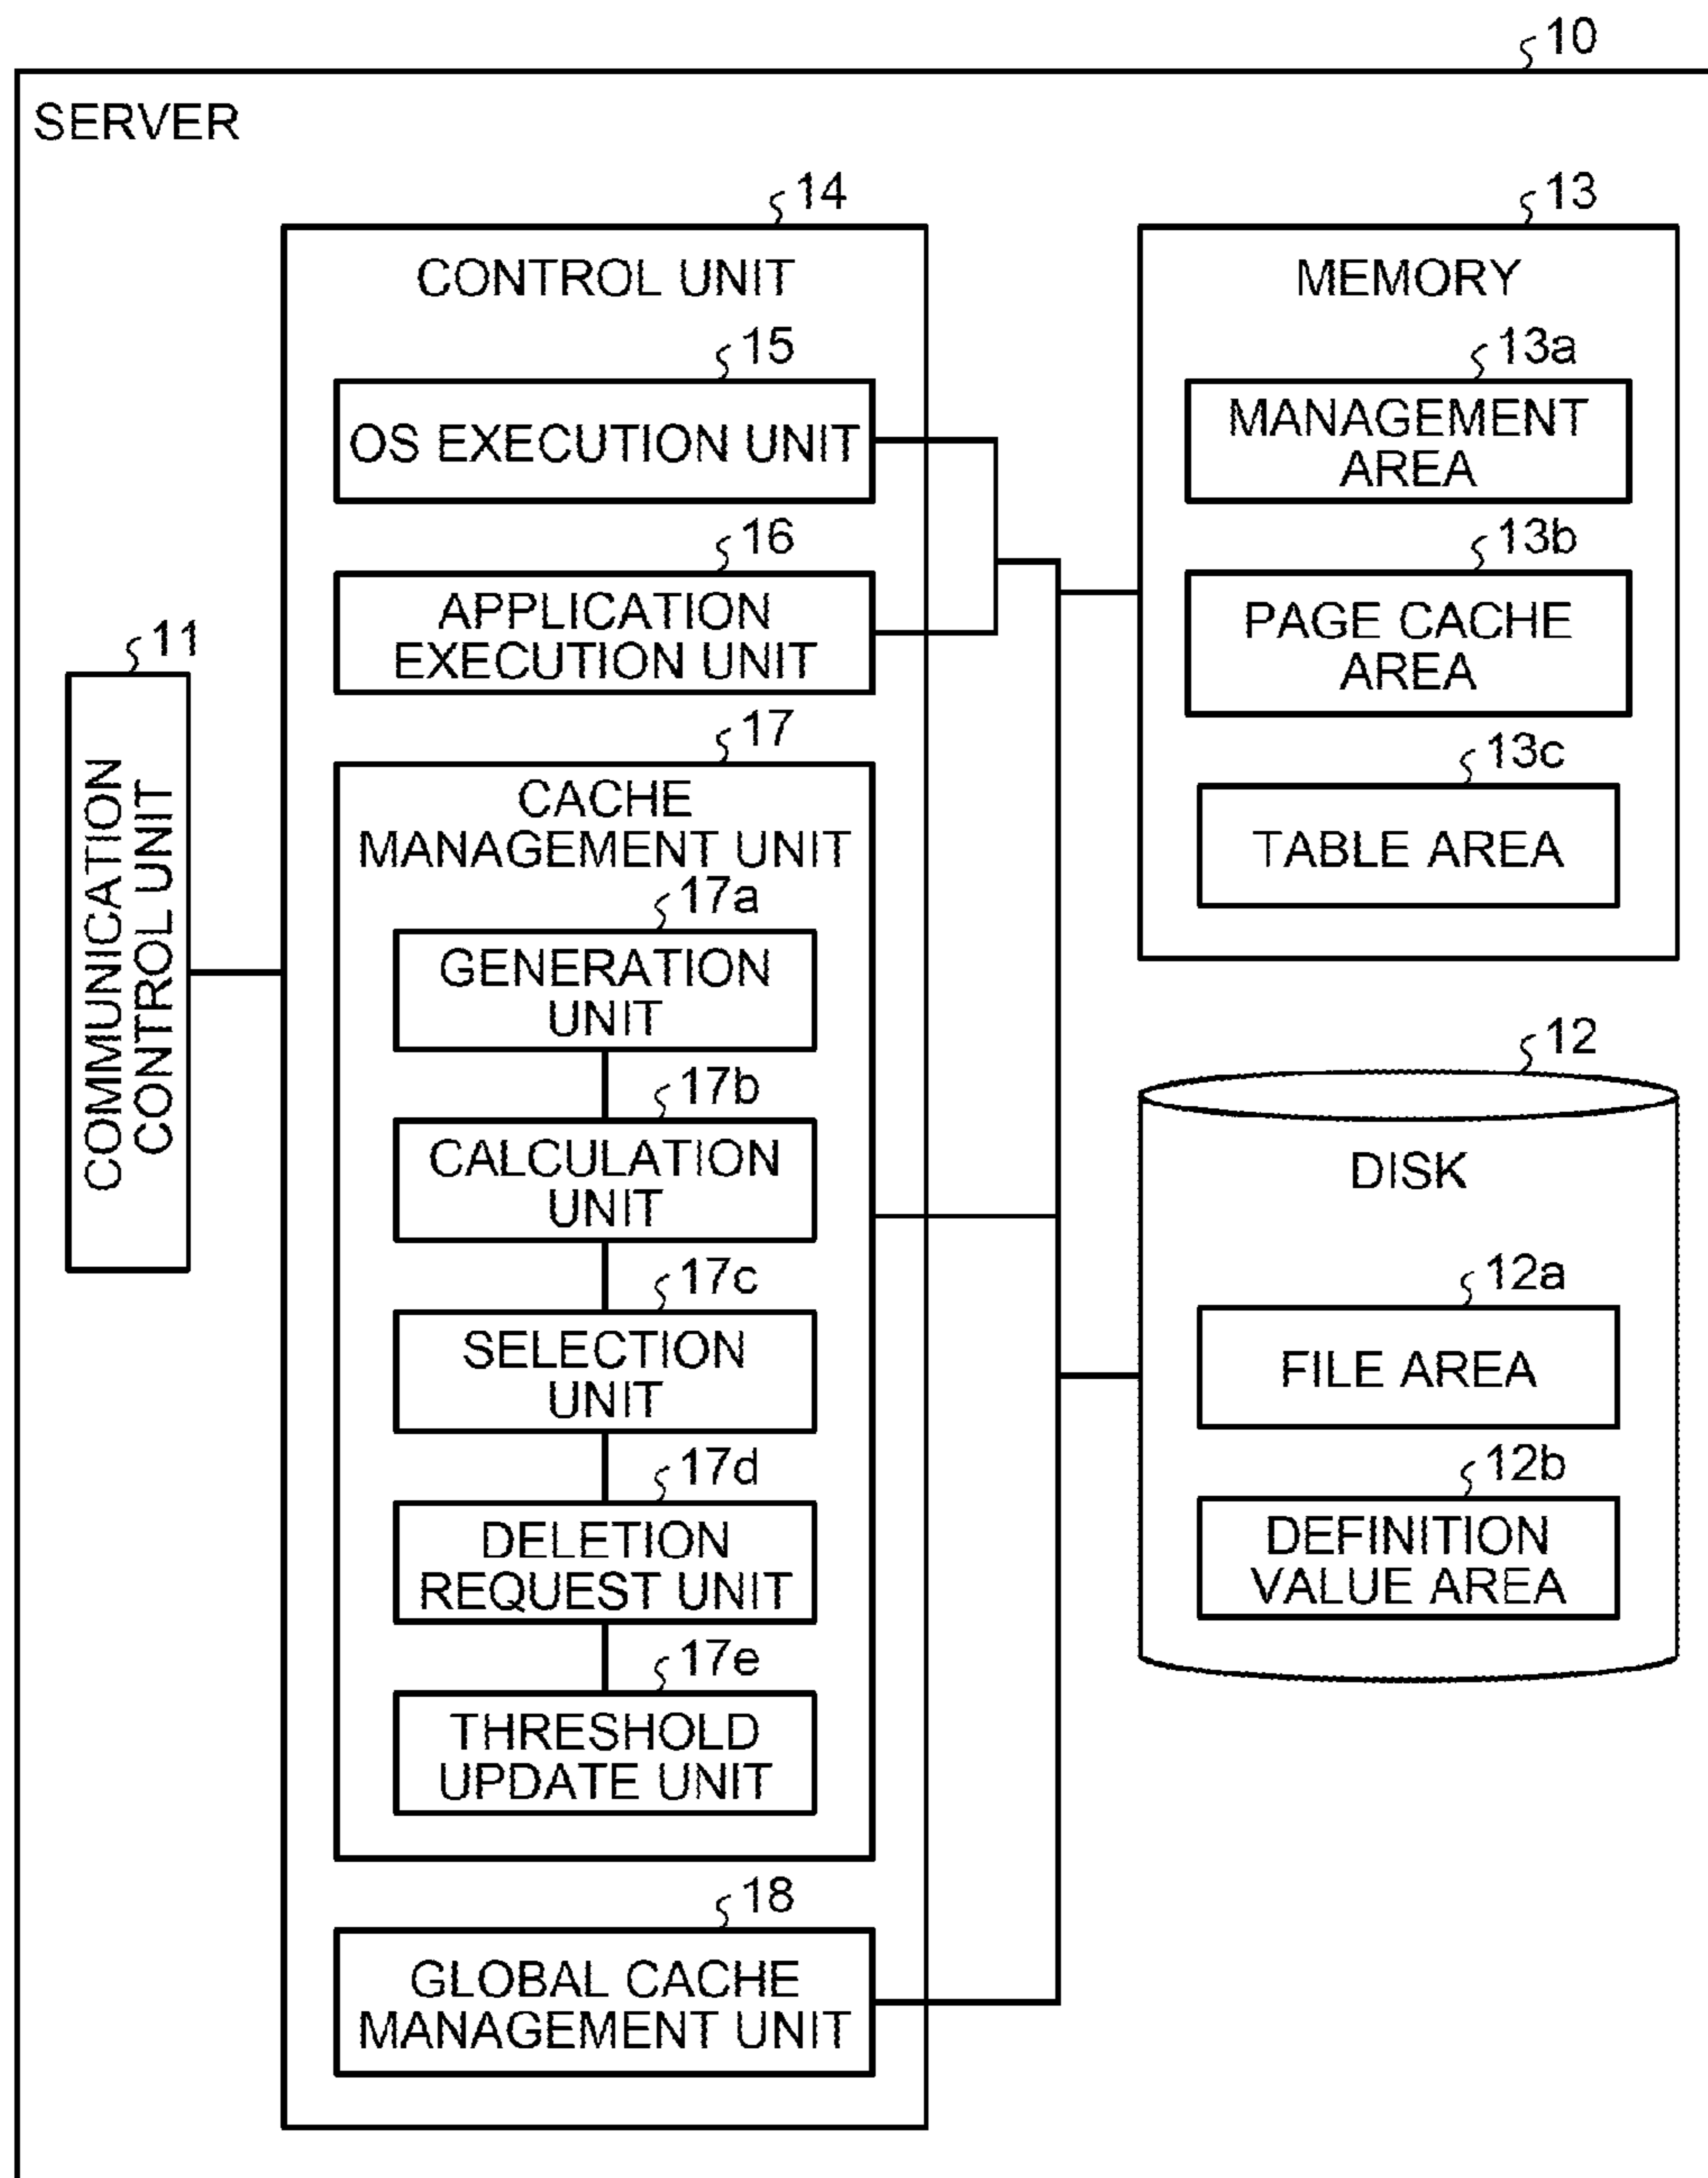 10
SERVER
14
CONTROL UNIT
15
OS EXECUTION UNIT
16
APPLICATION
EXECUTION UNIT
11
COMMUNICATION
CONTROL UNIT
17
CACHE
MANAGEMENT UNIT
17a
GENERATION
UNIT
17b
CALCULATION
UNIT
17c
SELECTION
UNIT
17d
DELETION
REQUEST UNIT
17e
THRESHOLD
UPDATE UNIT
18
GLOBAL CACHE
MANAGEMENT UNIT
13
MEMORY
13a
MANAGEMENT
AREA
13b
PAGE CACHE
AREA
13c
TABLE AREA
12
DISK
12a
FILE AREA
12b
DEFINITION
VALUE AREA